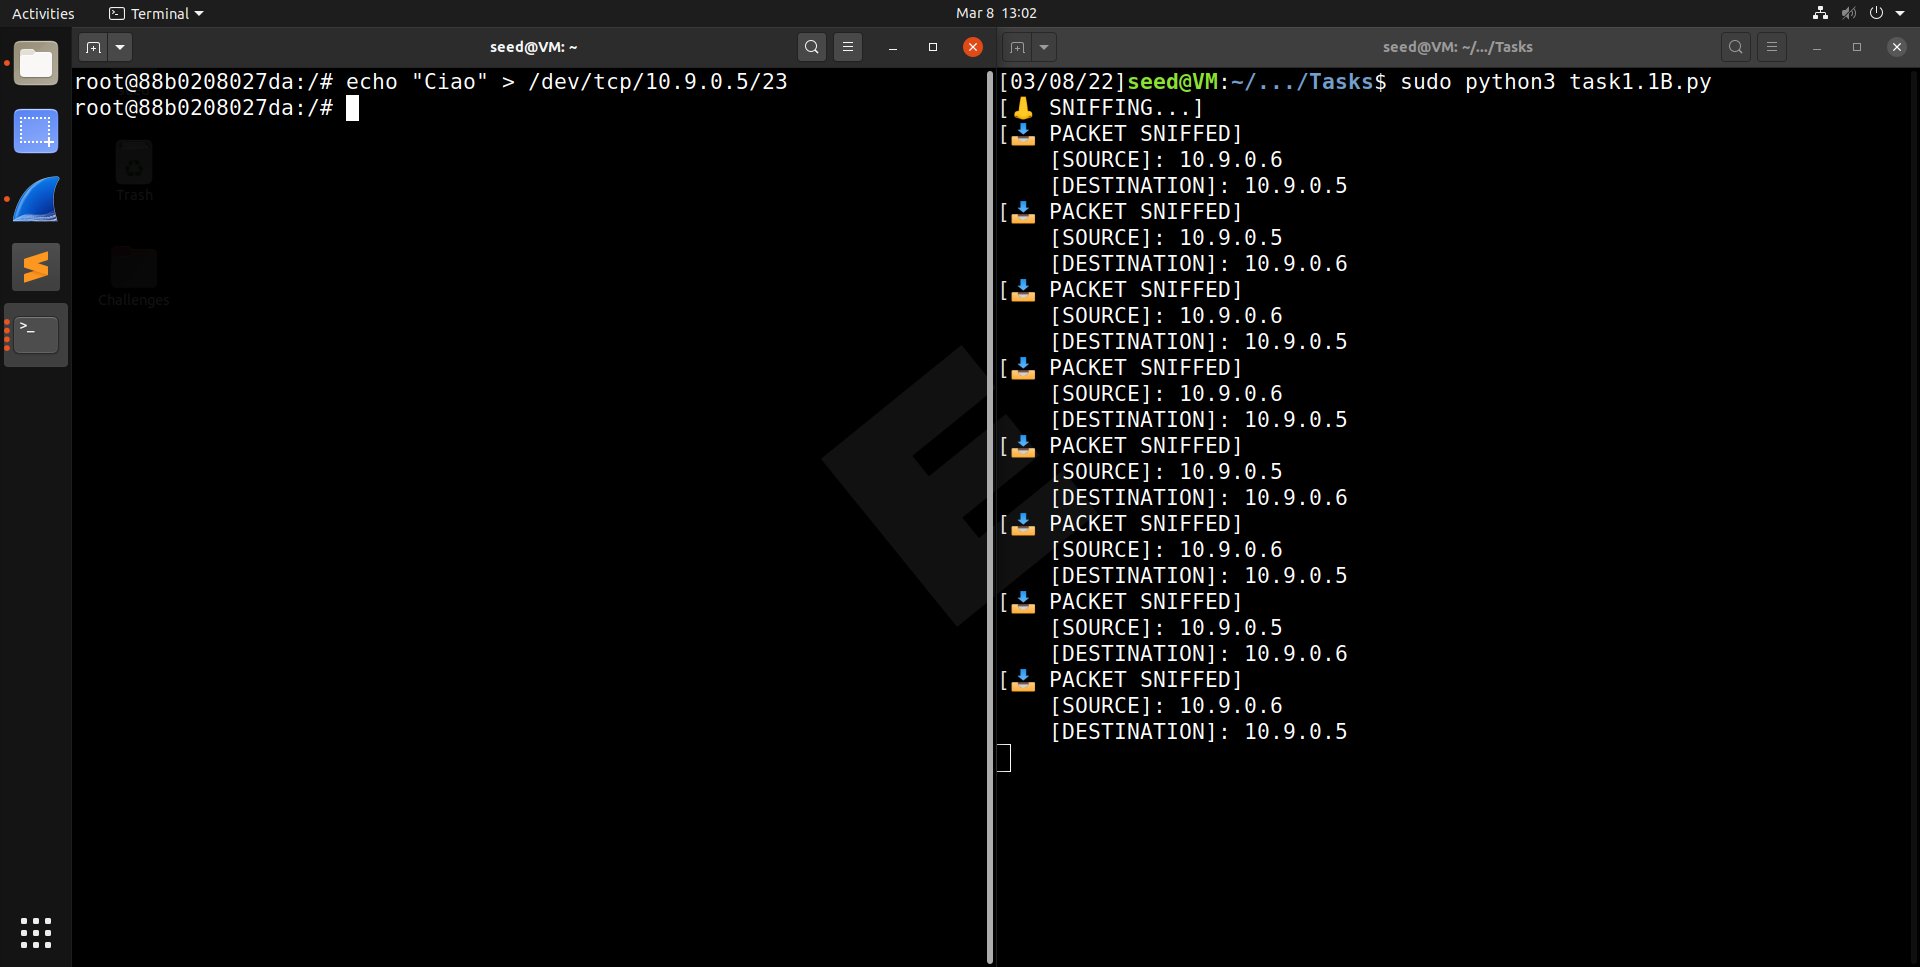 Activities
Terminal
Mar 8 13:02
seed@VM: ~
root@88b0208027da:/# echo "Ciao" > /dev/tcp/10.9.0.5/23
root@88b0208027da:/#
Trash
Challenges
>_
seed@VM: ~/.../Tasks
[03/08/22]seed@VM:~/.../Tasks$ sudo python3 task1.1B.py
[👃 SNIFFING...]
[📥 PACKET SNIFFED]
[SOURCE]: 10.9.0.6
[DESTINATION]: 10.9.0.5
[📥 PACKET SNIFFED]
[SOURCE]: 10.9.0.5
[DESTINATION]: 10.9.0.6
[📥 PACKET SNIFFED]
[SOURCE]: 10.9.0.6
[DESTINATION]: 10.9.0.5
[📥 PACKET SNIFFED]
[SOURCE]: 10.9.0.6
[DESTINATION]: 10.9.0.5
[📥 PACKET SNIFFED]
[SOURCE]: 10.9.0.5
[DESTINATION]: 10.9.0.6
[📥 PACKET SNIFFED]
[SOURCE]: 10.9.0.6
[DESTINATION]: 10.9.0.5
[📥 PACKET SNIFFED]
[SOURCE]: 10.9.0.5
[DESTINATION]: 10.9.0.6
[📥 PACKET SNIFFED]
[SOURCE]: 10.9.0.6
[DESTINATION]: 10.9.0.5